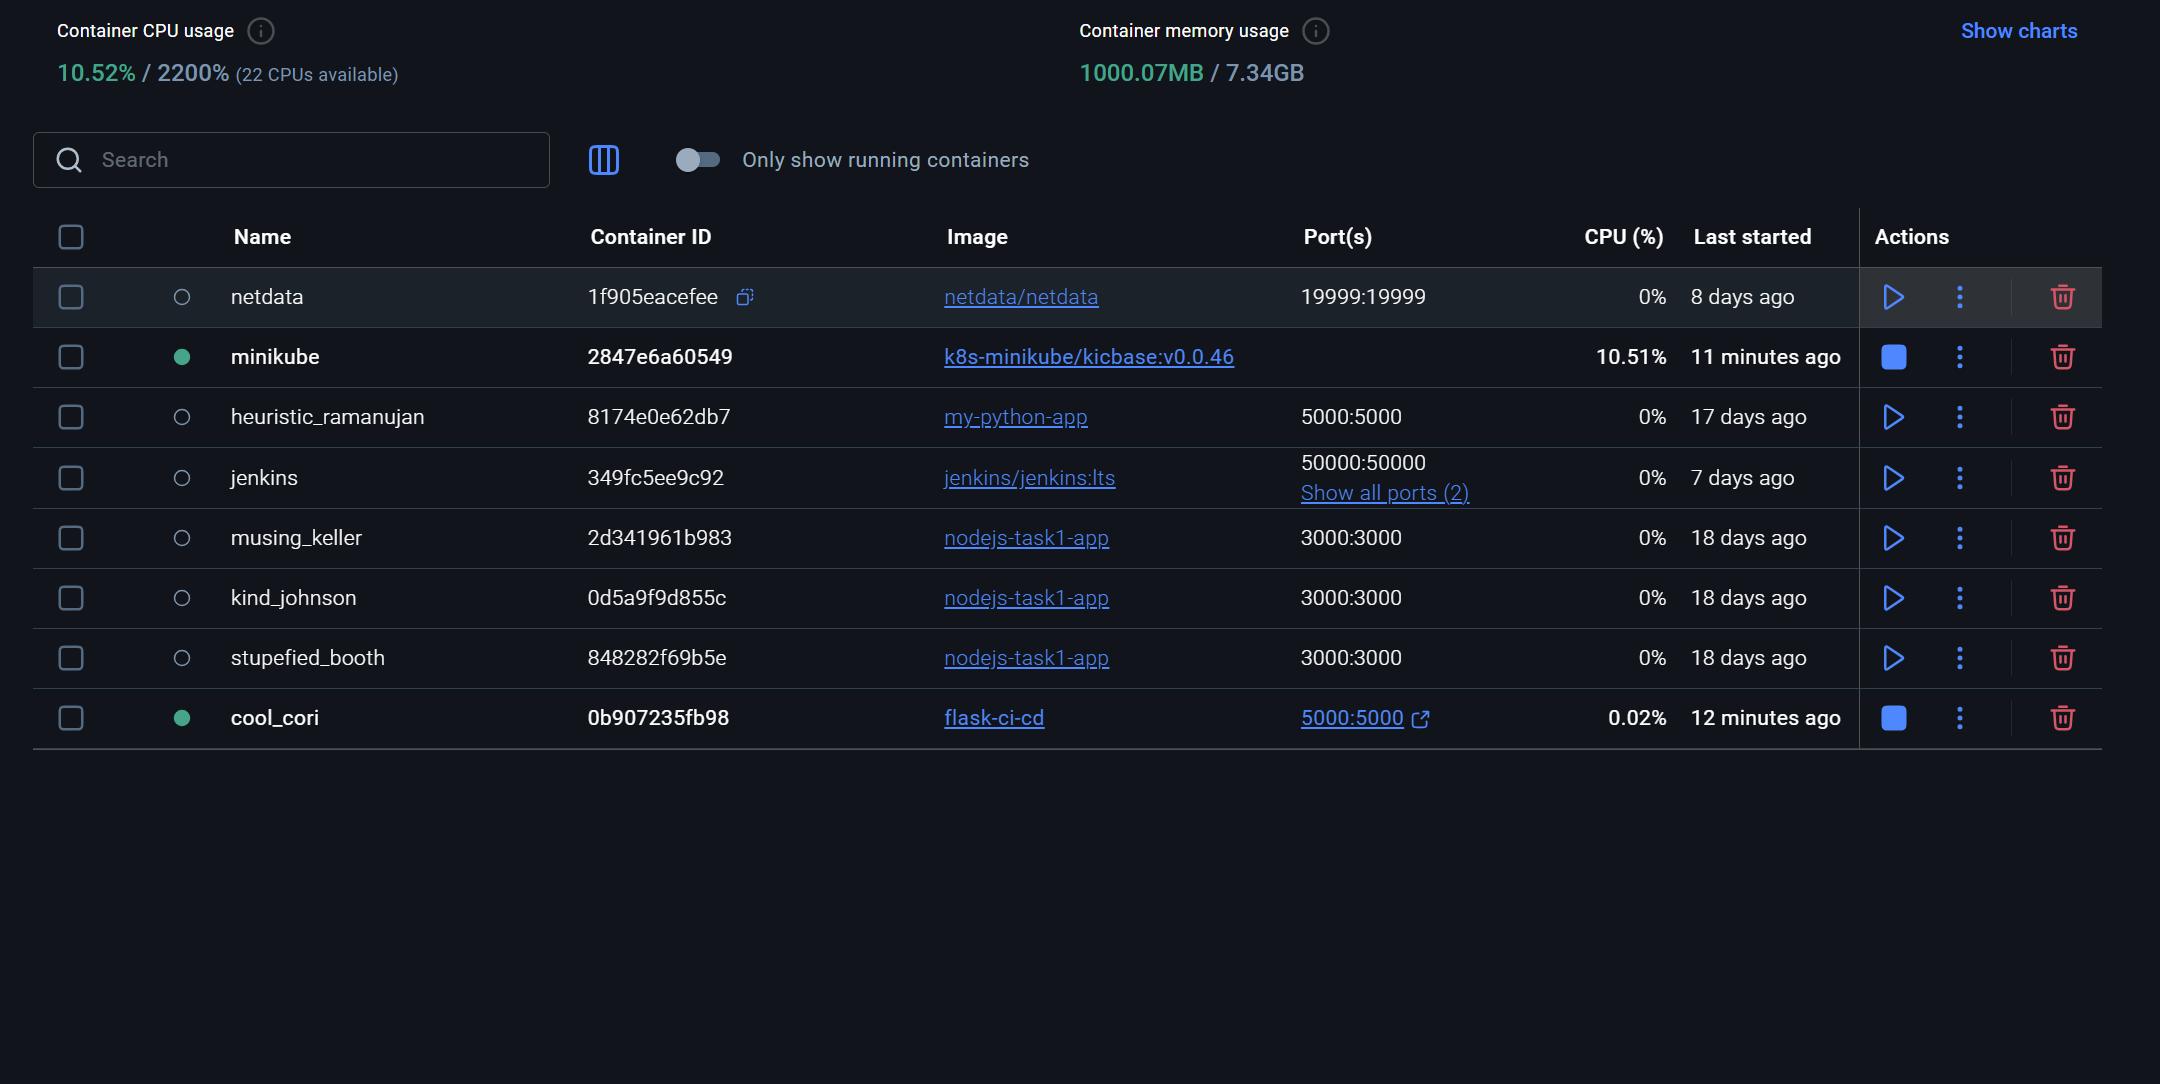 Container CPU usage
10.52% / 2200% (22 CPUs available)
Container memory usage
1000.07MB / 7.34GB
Show charts
Search
Only show running containers
Name Container ID Image Port(s) CPU (%) Last started Actions
netdata 1f905eacefee netdata/netdata 19999:19999 0% 8 days ago
minikube 2847e6a60549 k8s-minikube/kicbase:v0.0.46 10.51% 11 minutes ago
heuristic_ramanujan 8174e0e62db7 my-python-app 5000:5000 0% 17 days ago
jenkins 349fc5ee9c92 jenkins/jenkins:lts 50000:50000 0% 7 days ago
Show all ports (2)
musing_keller 2d341961b983 nodejs-task1-app 3000:3000 0% 18 days ago
kind_johnson 0d5a9f9d855c nodejs-task1-app 3000:3000 0% 18 days ago
stupefied_booth 848282f69b5e nodejs-task1-app 3000:3000 0% 18 days ago
cool_cori 0b907235fb98 flask-ci-cd 5000:5000 0.02% 12 minutes ago